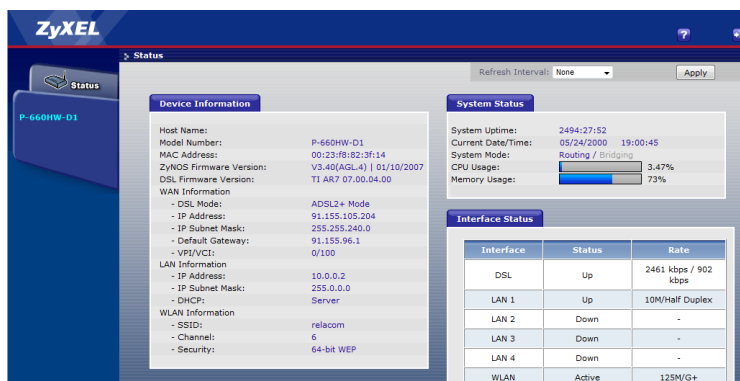 ZyXEL
?
Status
Status
P-660HW-D1
Refresh Interval: None Apply
Device Information
Host Name:
Model Number: P-660HW-D1
MAC Address: 00:23:f8:82:3f:14
ZyNOS Firmware Version: V3.40(AGL.4) | 01/10/2007
DSL Firmware Version: TI AR7 07.00.04.00
WAN Information
- DSL Mode: ADSL2+ Mode
- IP Address: 91.155.105.204
- IP Subnet Mask: 255.255.240.0
- Default Gateway: 91.155.96.1
- VPI/VCI: 0/100
LAN Information
- IP Address: 10.0.0.2
- IP Subnet Mask: 255.0.0.0
- DHCP: Server
WLAN Information
- SSID: relacom
- Channel: 6
- Security: 64-bit WEP
System Status
System Uptime: 2494:27:52
Current Date/Time: 05/24/2000 19:00:45
System Mode: Routing / Bridging
CPU Usage: 3.47%
Memory Usage: 73%
Interface Status
Interface Status Rate
DSL Up 2461 kbps / 902
kbps
LAN 1 Up 10M/Half Duplex
LAN 2 Down -
LAN 3 Down -
LAN 4 Down -
WLAN Active 125M/G+